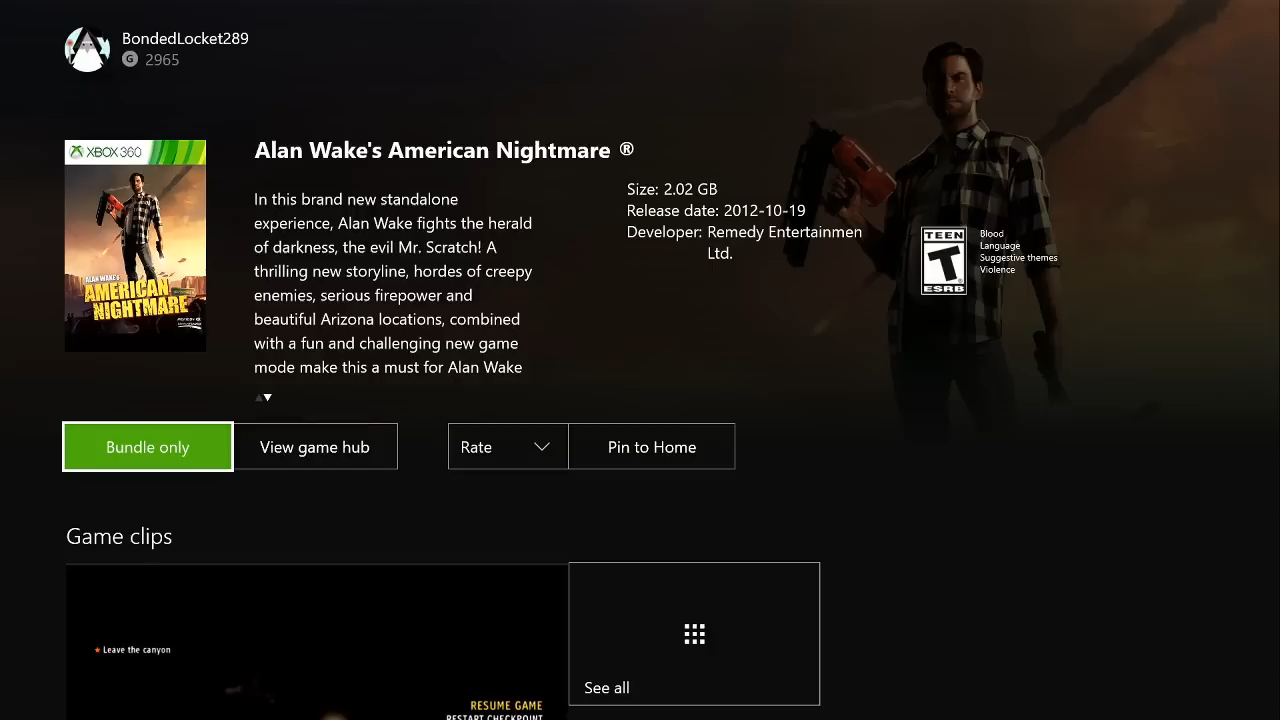 BondedLocket289
G 2965
XBOX 360
ALAN WAKE'S
AMERICAN
NIGHTMARE
Alan Wake's American Nightmare ®
In this brand new standalone
experience, Alan Wake fights the herald
of darkness, the evil Mr. Scratch! A
thrilling new storyline, hordes of creepy
enemies, serious firepower and
beautiful Arizona locations, combined
with a fun and challenging new game
mode make this a must for Alan Wake
Size: 2.02 GB
Release date: 2012-10-19
Developer: Remedy Entertainmen
Ltd.
TEEN
T
ESRB
Blood
Language
Suggestive themes
Violence
Bundle only
View game hub
Rate
Pin to Home
Game clips
Leave the canyon
RESUME GAME
RESTART CHECKPOINT
See all